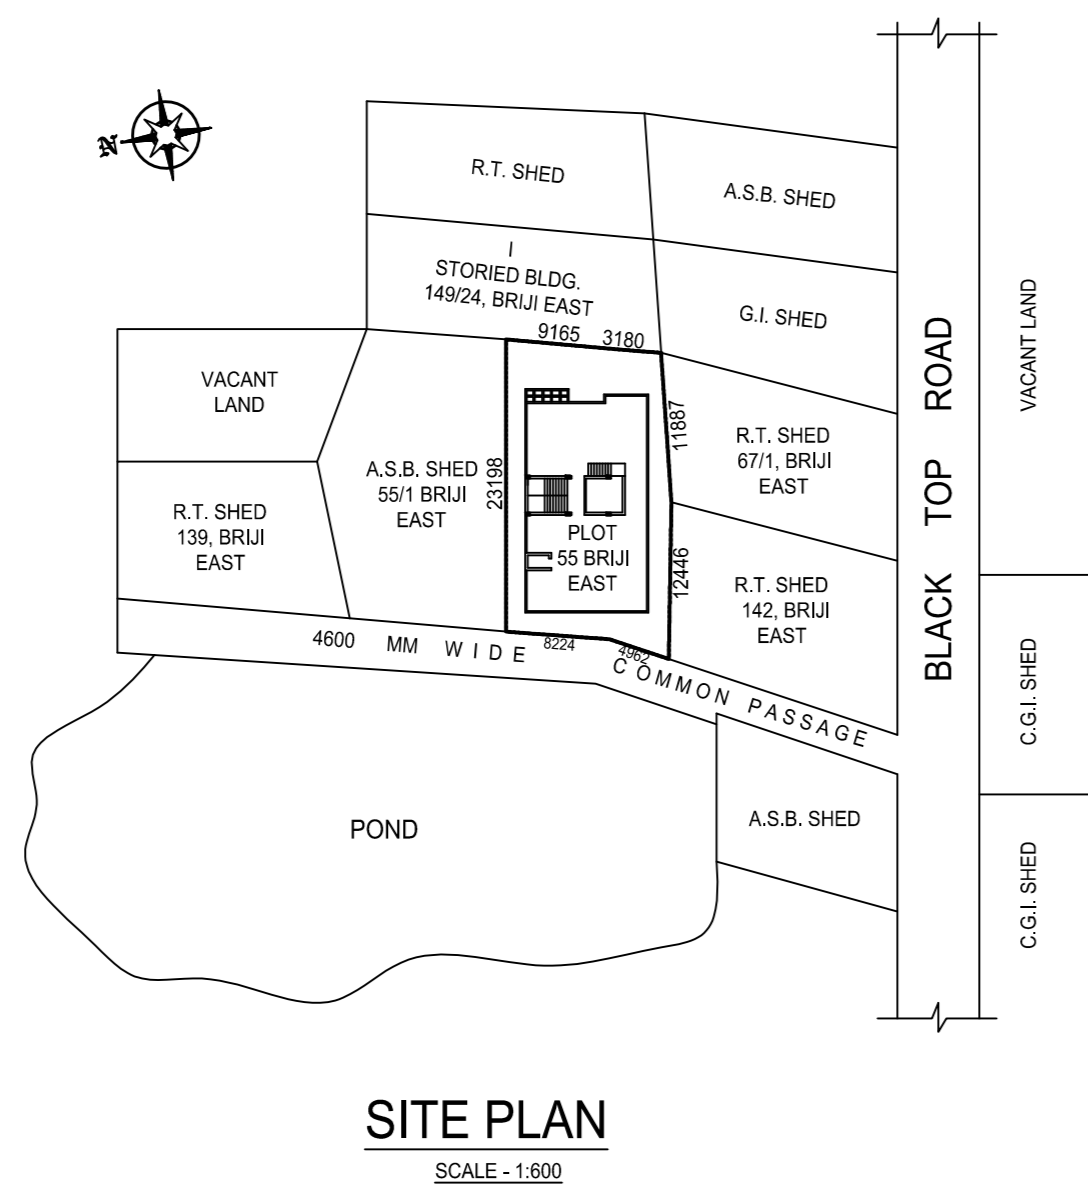 N
R.T. SHED
A.S.B. SHED
I
STORIED BLDG.
149/24, BRIJI EAST
G.I. SHED
9165
3180
VACANT
LAND
A.S.B. SHED
55/1 BRIJI
EAST
23198
11887
R.T. SHED
67/1, BRIJI
EAST
R.T. SHED
139, BRIJI
EAST
PLOT
55 BRIJI
EAST
12446
R.T. SHED
142, BRIJI
EAST
8224
4962
4600 MM WIDE COMMON PASSAGE
BLACK TOP ROAD
VACANT LAND
C.G.I. SHED
C.G.I. SHED
POND
A.S.B. SHED
SITE PLAN
SCALE - 1:600